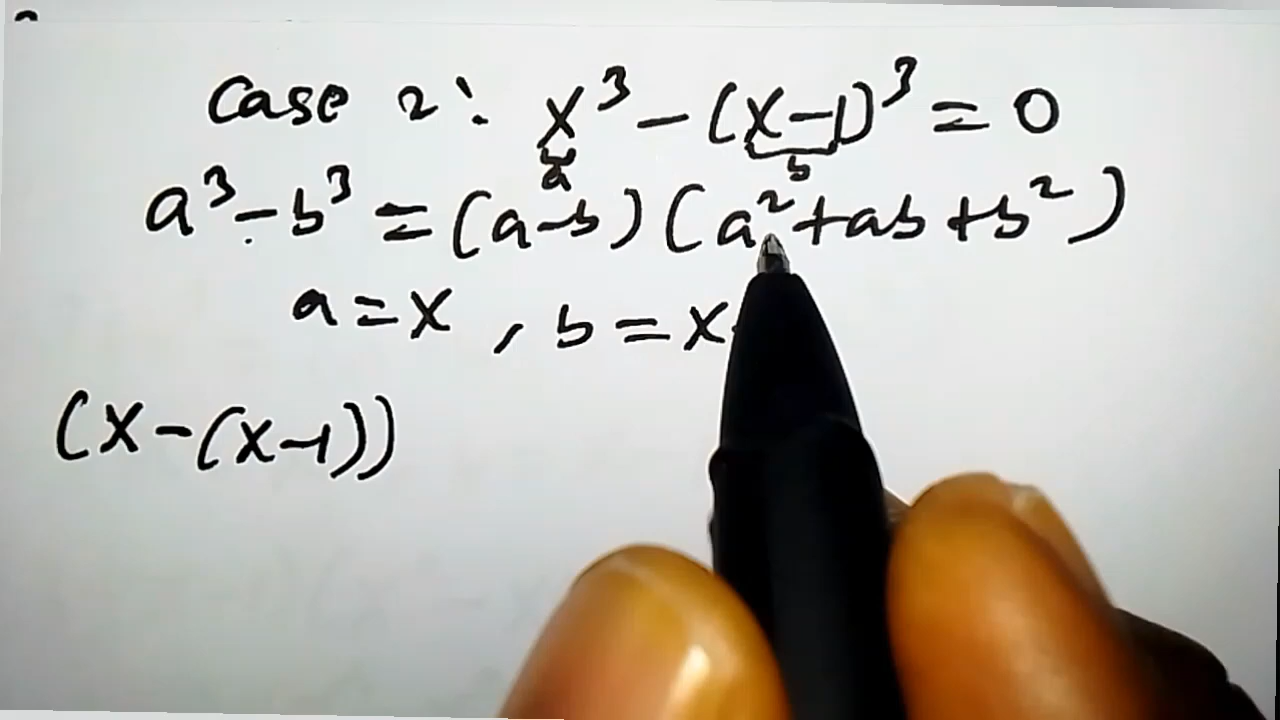 Case 2: x³ - (x-1)³ = 0
a b
a³ - b³ = (a-b)(a² + ab + b²)
a = x , b = x
(x - (x-1))